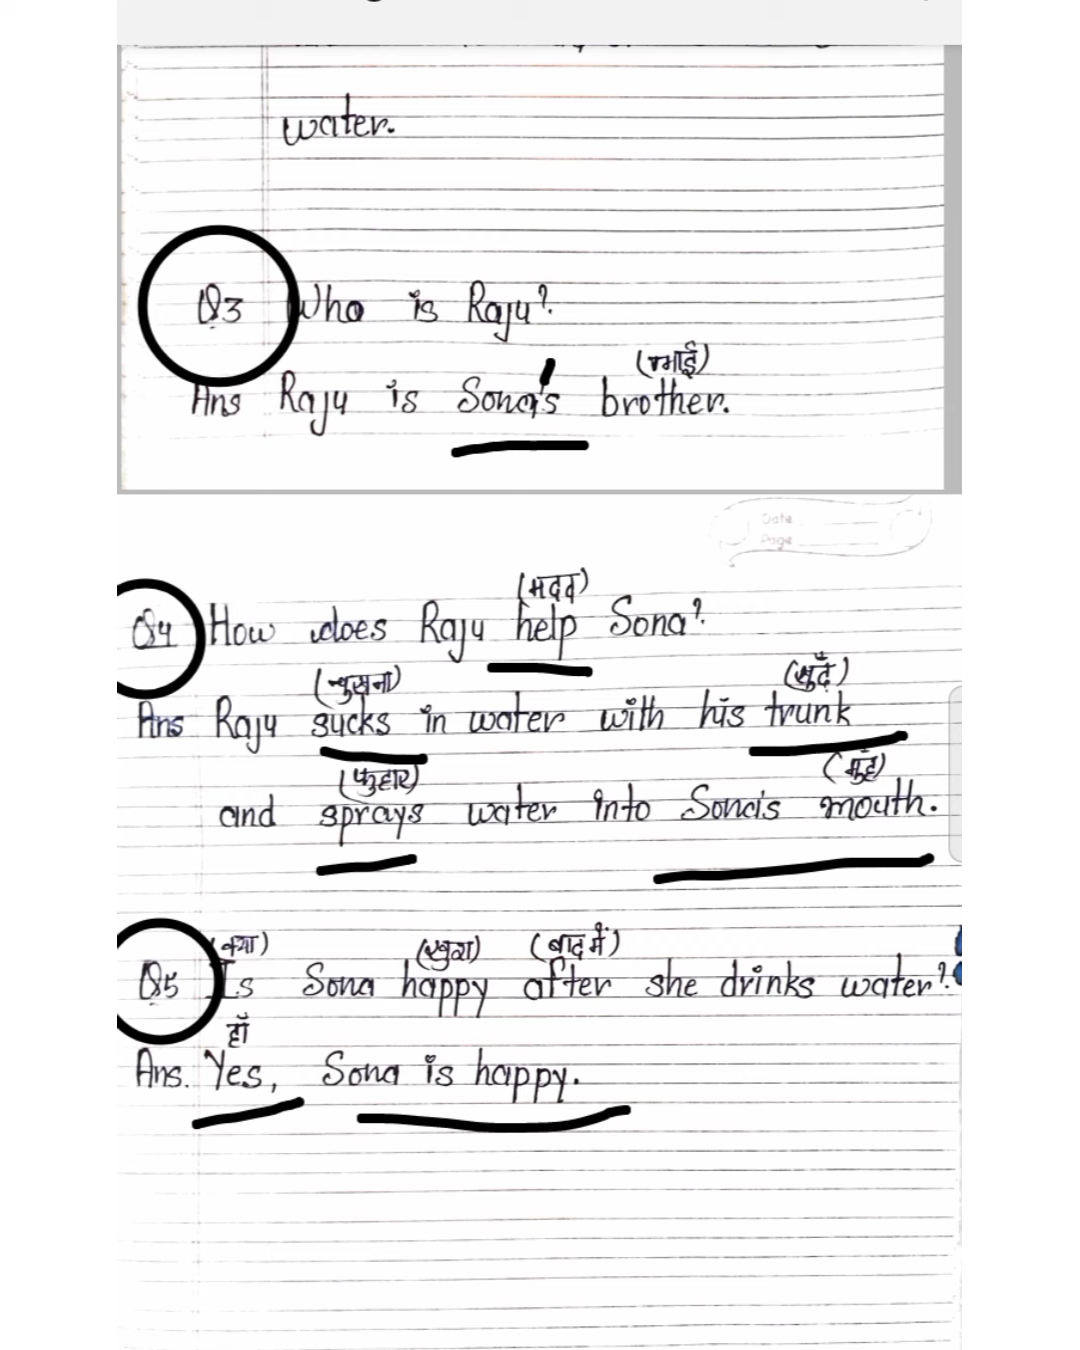 water.
Q3 Who is Raju?
(भाई)
Ans Raju is Sona's brother.
Date
Page
(मदद)
Q4 How does Raju help Sona?
(चुसना) (सुँद)
Ans Raju sucks in water with his trunk
(फुहार) (मुँह)
and sprays water into Sona's mouth.
(क्या) (खुश) (बाद में)
Q5 Is Sona happy after she drinks water?
हाँ
Ans. Yes, Sona is happy.